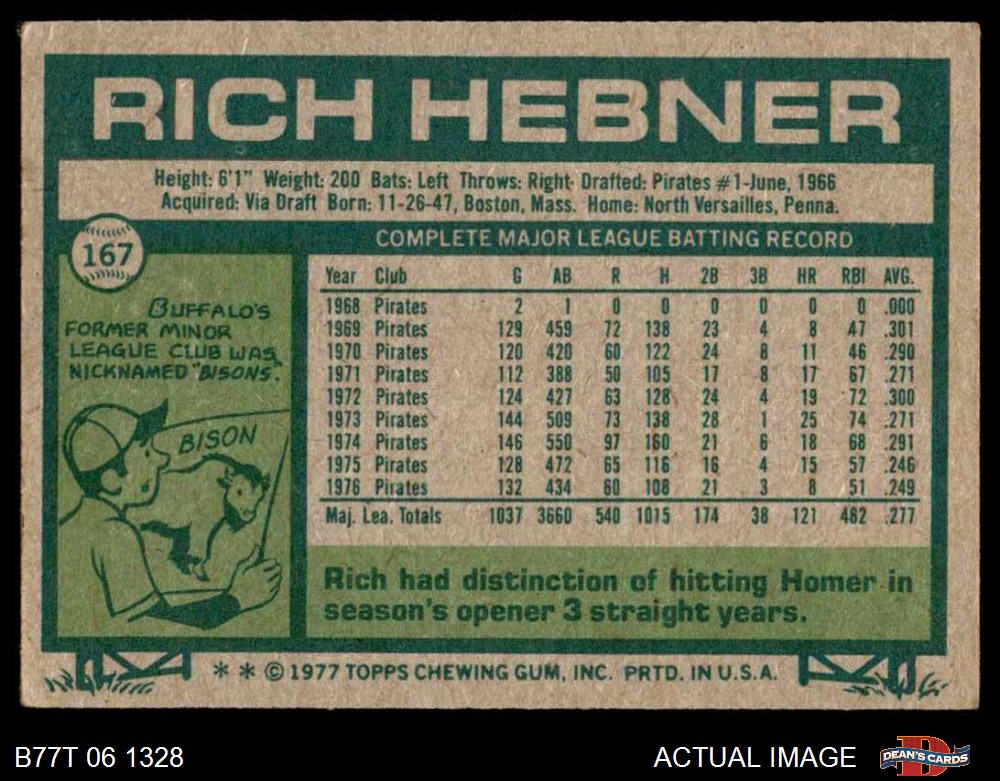 RICH HEBNER
Height: 6'1" Weight: 200 Bats: Left Throws: Right Drafted: Pirates #1-June, 1966
Acquired: Via Draft Born: 11-26-47, Boston, Mass. Home: North Versailles, Penna.
167
COMPLETE MAJOR LEAGUE BATTING RECORD
BUFFALO'S
FORMER MINOR
LEAGUE CLUB WAS
NICKNAMED "BISONS".
BISON
Year Club G AB R H 2B 3B HR RBI AVG.
1968 Pirates 2 1 0 0 0 0 0 0 .000
1969 Pirates 129 459 72 138 23 4 8 47 .301
1970 Pirates 120 420 60 122 24 8 11 46 .290
1971 Pirates 112 388 50 105 17 8 17 67 .271
1972 Pirates 124 427 63 128 24 4 19 72 .300
1973 Pirates 144 509 73 138 28 1 25 74 .271
1974 Pirates 146 550 97 160 21 6 18 68 .291
1975 Pirates 128 472 65 116 16 4 15 57 .246
1976 Pirates 132 434 60 108 21 3 8 51 .249
Maj. Lea. Totals 1037 3660 540 1015 174 38 121 482 .277
Rich had distinction of hitting Homer in
season's opener 3 straight years.
* * © 1977 TOPPS CHEWING GUM, INC. PRTD. IN U.S.A.
B77T 06 1328
ACTUAL IMAGE
DEAN'S CARDS